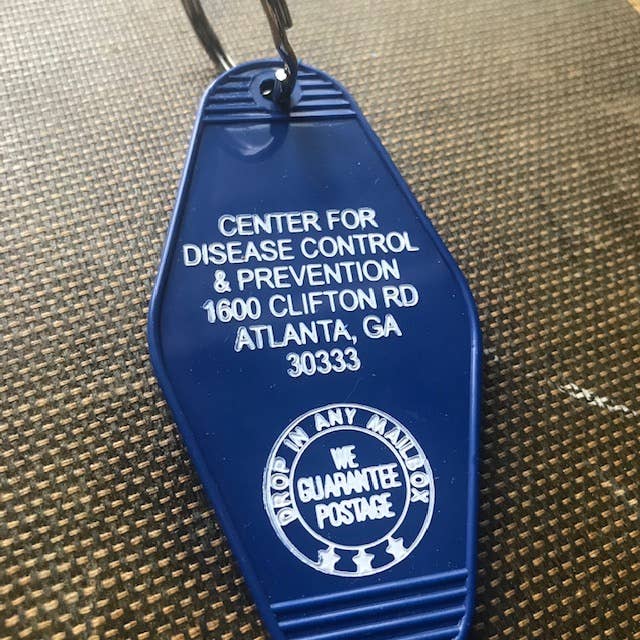 CENTER FOR
DISEASE CONTROL
& PREVENTION
1600 CLIFTON RD
ATLANTA, GA
30333
DROP IN ANY MAILBOX
WE
GUARANTEE
POSTAGE